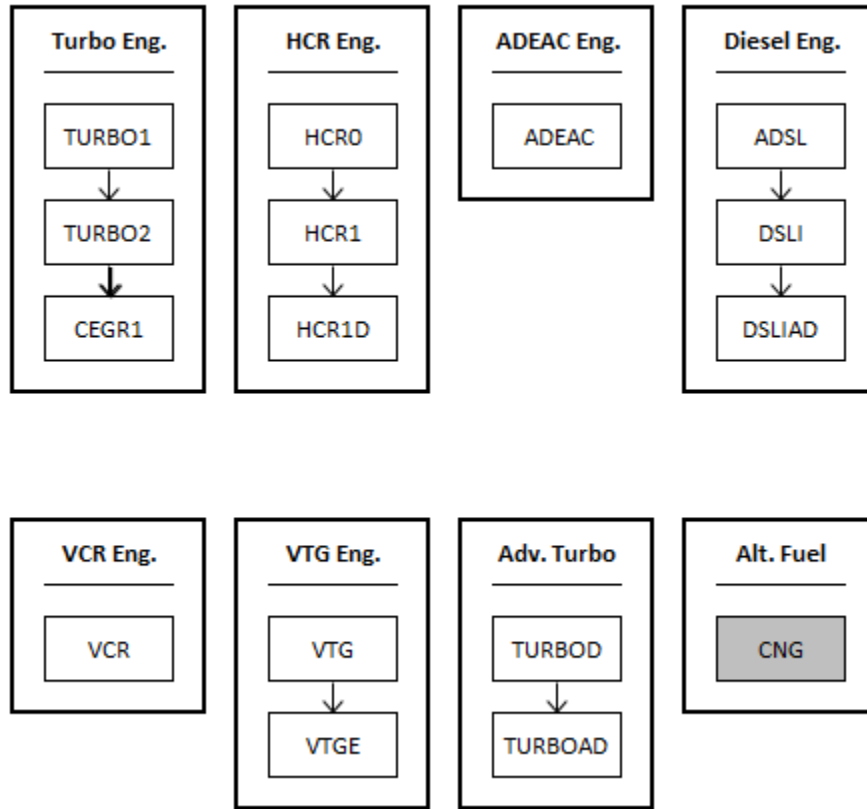 Turbo Eng.
TURBO1
TURBO2
CEGR1
HCR Eng.
HCR0
HCR1
HCR1D
ADEAC Eng.
ADEAC
Diesel Eng.
ADSL
DSLI
DSLIAD
VCR Eng.
VCR
VTG Eng.
VTG
VTGE
Adv. Turbo
TURBOD
TURBOAD
Alt. Fuel
CNG